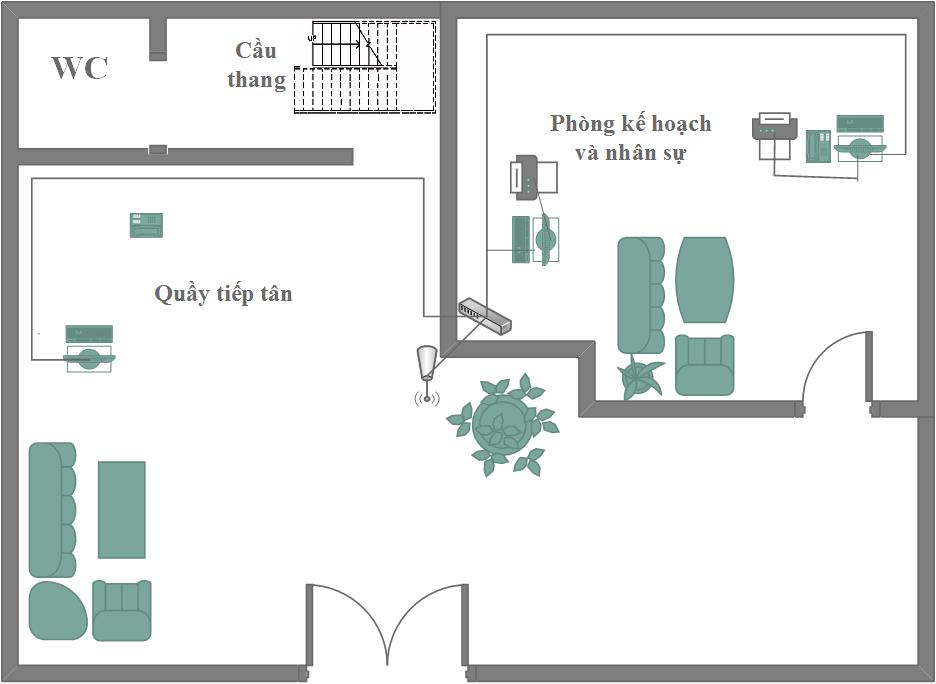 WC
Cầu
thang
UP
Phòng kế hoạch
và nhân sự
Quầy tiếp tân